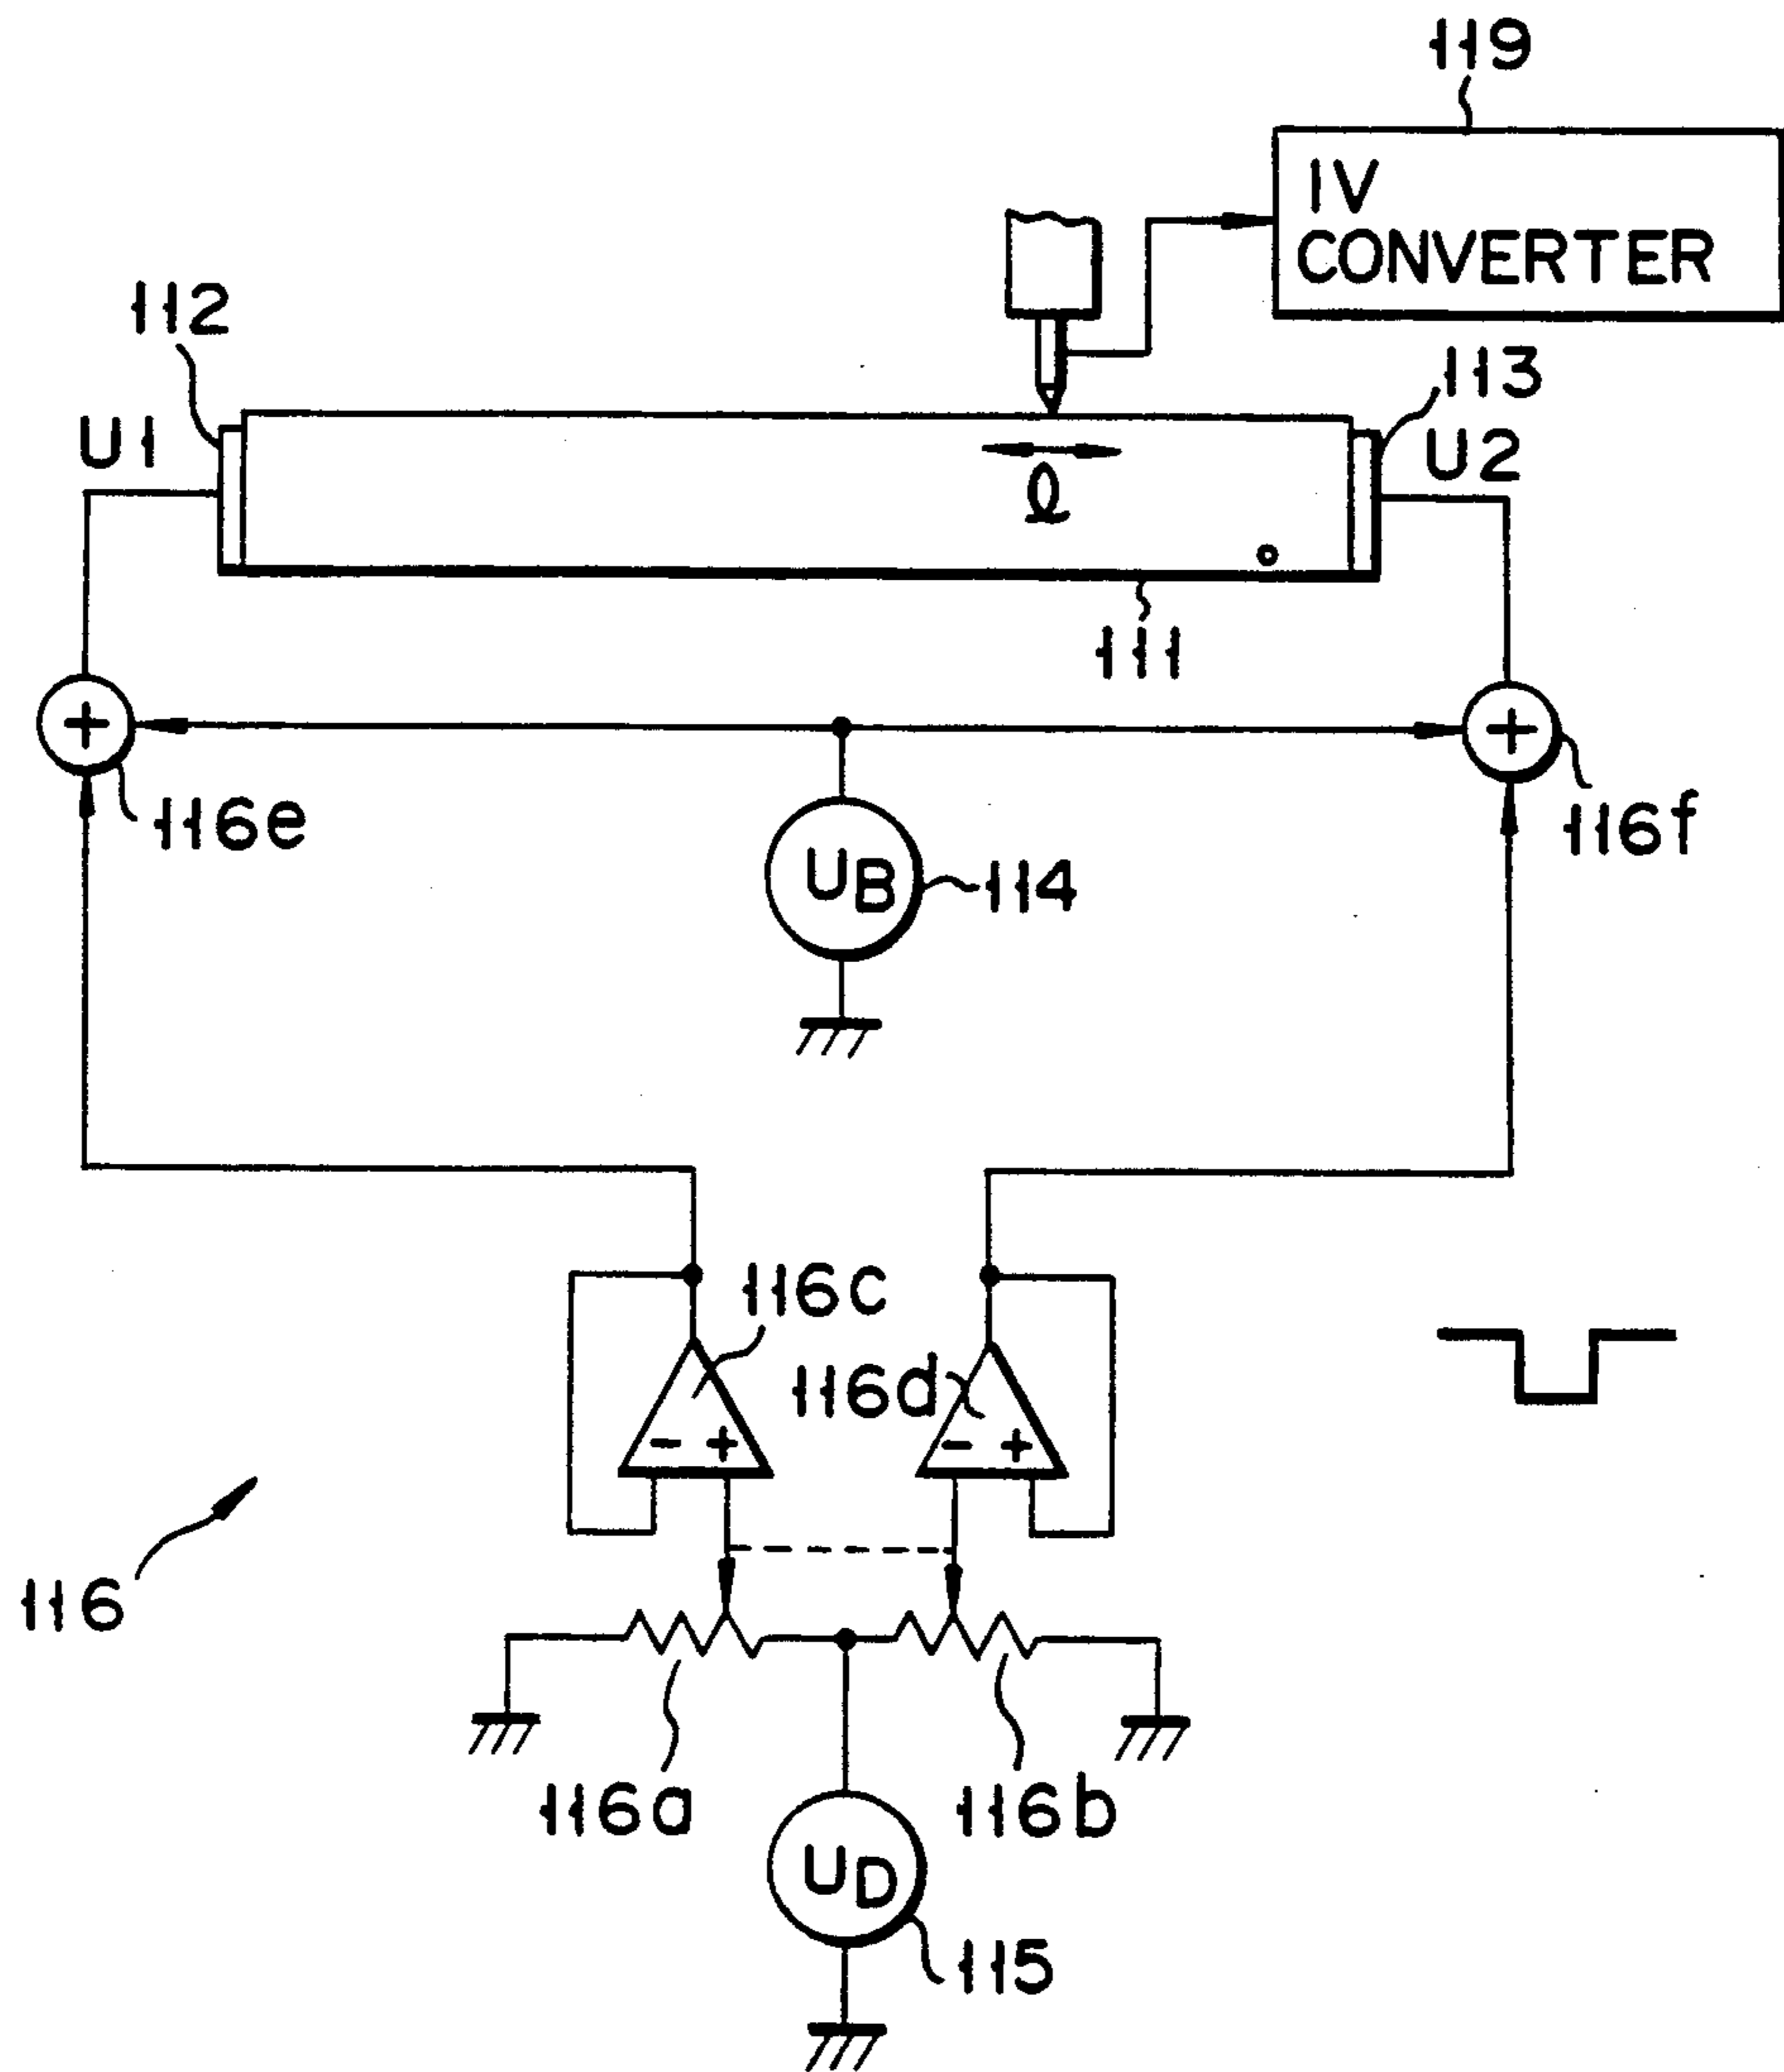 119
IV
CONVERTER
112
113
U1
U2
ℓ
111
116e
116f
UB
114
116c
116d
- +
- +
116
116a
116b
UD
115